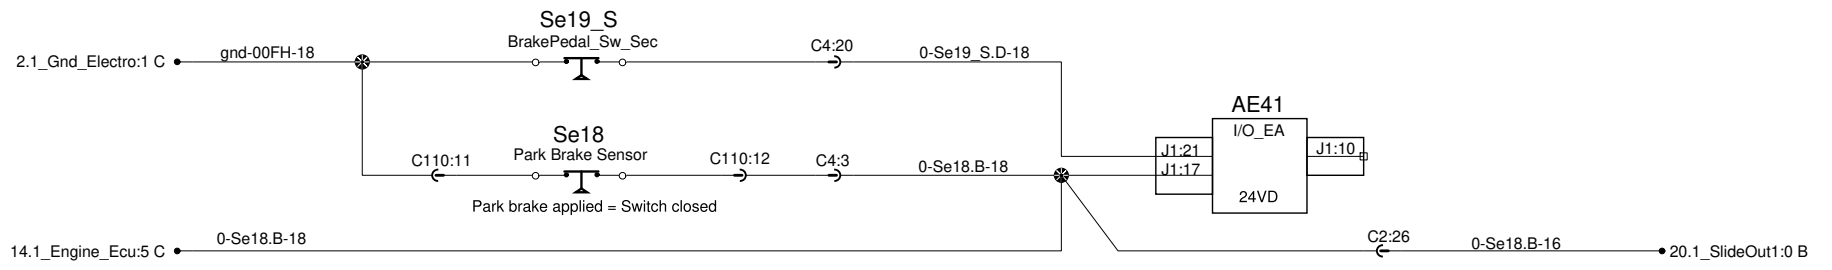 Se19_S
BrakePedal_Sw_Sec
2.1_Gnd_Electro:1 C
gnd-00FH-18
C4:20
0-Se19_S.D-18
AE41
I/O_EA
J1:21
J1:17
J1:10
24VD
Se18
Park Brake Sensor
C110:11
C110:12
C4:3
0-Se18.B-18
Park brake applied = Switch closed
14.1_Engine_Ecu:5 C
0-Se18.B-18
C2:26
0-Se18.B-16
20.1_SlideOut1:0 B